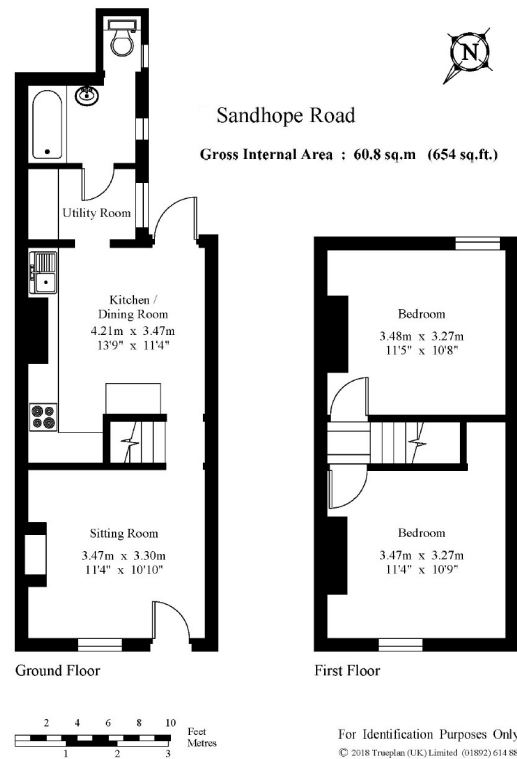 N
Sandhope Road
Gross Internal Area : 60.8 sq.m (654 sq.ft.)
Utility Room
Kitchen /
Dining Room
4.21m x 3.47m
13'9" x 11'4"
Bedroom
3.48m x 3.27m
11'5" x 10'8"
Sitting Room
3.47m x 3.30m
11'4" x 10'10"
Bedroom
3.47m x 3.27m
11'4" x 10'9"
Ground Floor
First Floor
2 4 6 8 10
Feet
Metres
1 2 3
For Identification Purposes Only
© 2018 Trueplan (UK) Limited (01892) 614 88